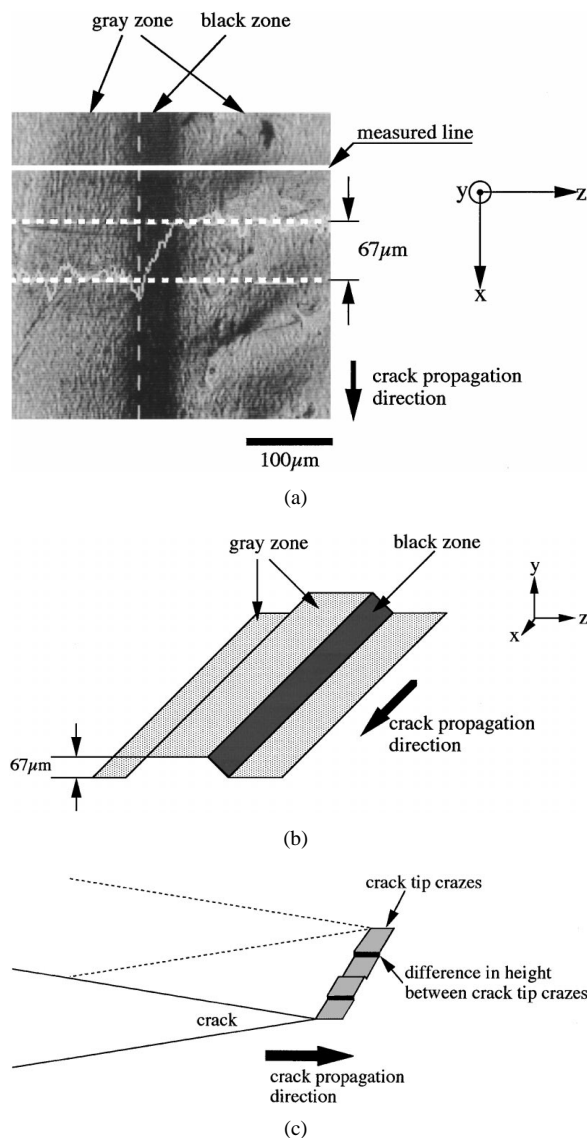 gray zone
black zone
measured line
67μm
y
z
x
crack propagation
direction
100μm
(a)
gray zone
black zone
y
z
x
crack propagation
direction
67μm
(b)
crack tip crazes
difference in height
between crack tip crazes
crack
crack propagation
direction
(c)